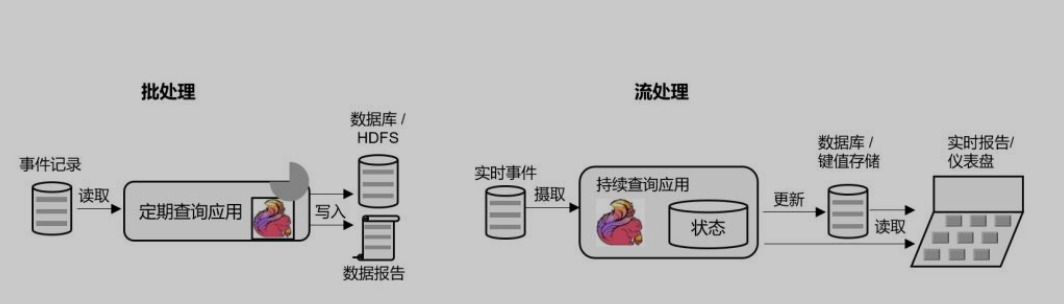 批处理
数据库 /
HDFS
事件记录
读取
定期查询应用
写入
数据报告
流处理
实时事件
摄取
持续查询应用
状态
更新
数据库 /
键值存储
读取
实时报告/
仪表盘